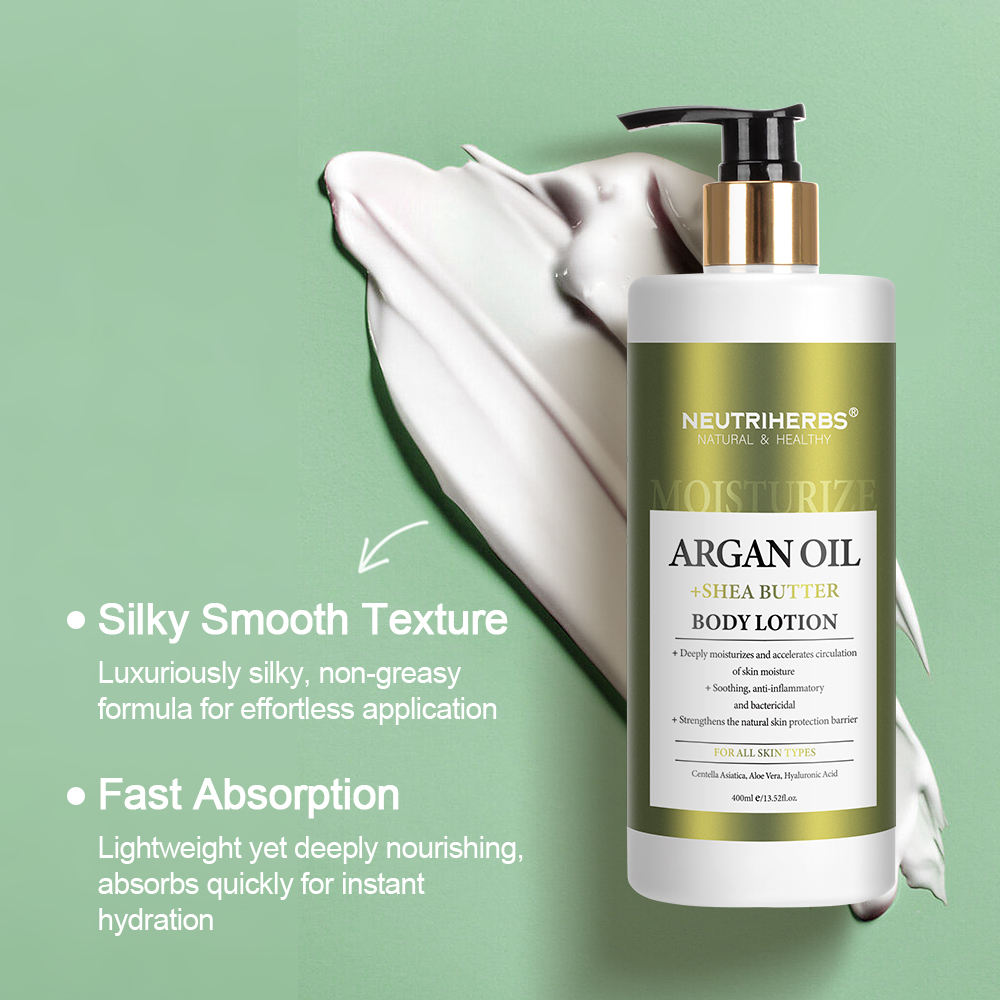 NEUTRIHERBS®
NATURAL & HEALTHY
MOISTURIZE
ARGAN OIL
+SHEA BUTTER
BODY LOTION
+ Deeply moisturizes and accelerates circulation
of skin moisture
+ Soothing, anti-inflammatory
and bactericidal
+ Strengthens the natural skin protection barrier
FOR ALL SKIN TYPES
Centella Asiatica, Aloe Vera, Hyaluronic Acid
400ml ℮/13.52fl.oz.
• Silky Smooth Texture
Luxuriously silky, non-greasy
formula for effortless application
• Fast Absorption
Lightweight yet deeply nourishing,
absorbs quickly for instant
hydration